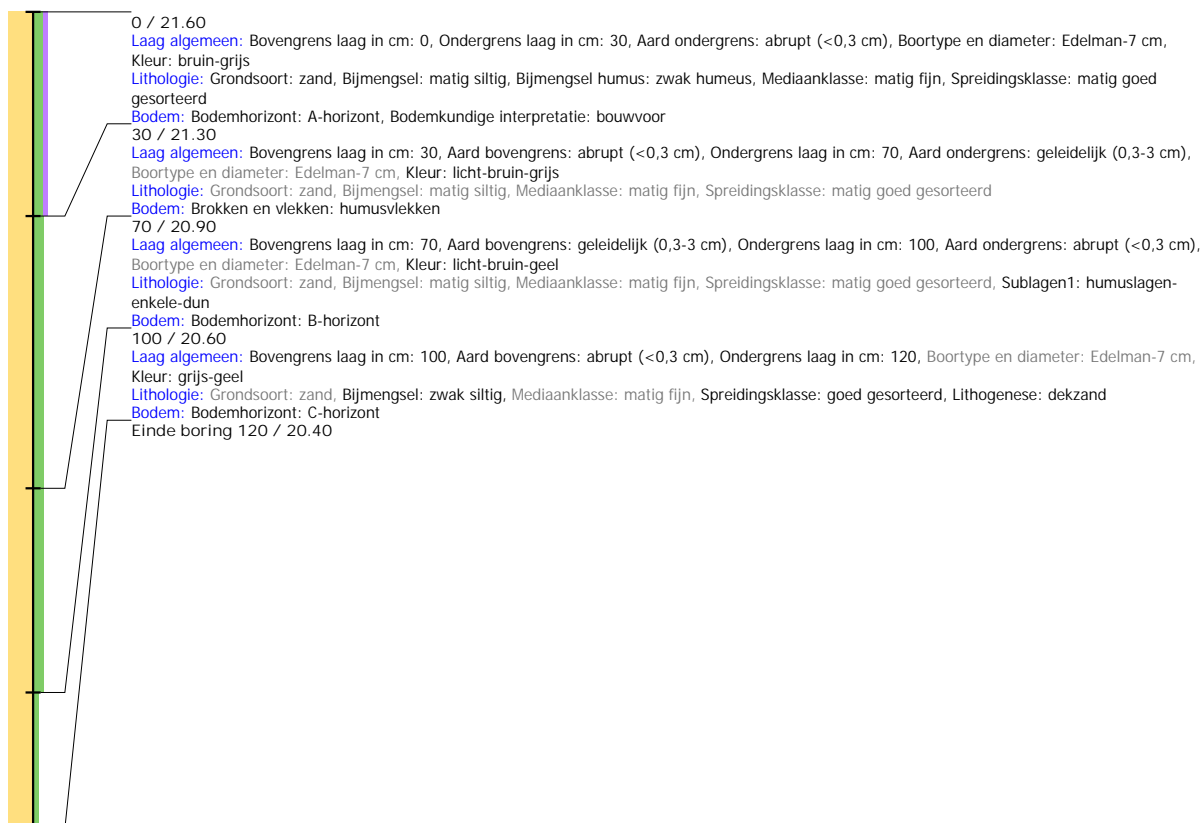 0 / 21.60
Laag algemeen: Bovengrens laag in cm: 0, Ondergrens laag in cm: 30, Aard ondergrens: abrupt (<0,3 cm), Boortype en diameter: Edelman-7 cm,
Kleur: bruin-grijs
Lithologie: Grondsoort: zand, Bijmengsel: matig siltig, Bijmengsel humus: zwak humeus, Mediaanklasse: matig fijn, Spreidingsklasse: matig goed
gesorteerd
Bodem: Bodemhorizont: A-horizont, Bodemkundige interpretatie: bouwvoor
30 / 21.30
Laag algemeen: Bovengrens laag in cm: 30, Aard bovengrens: abrupt (<0,3 cm), Ondergrens laag in cm: 70, Aard ondergrens: geleidelijk (0,3-3 cm),
Boortype en diameter: Edelman-7 cm, Kleur: licht-bruin-grijs
Lithologie: Grondsoort: zand, Bijmengsel: matig siltig, Mediaanklasse: matig fijn, Spreidingsklasse: matig goed gesorteerd
Bodem: Brokken en vlekken: humusvlekken
70 / 20.90
Laag algemeen: Bovengrens laag in cm: 70, Aard bovengrens: geleidelijk (0,3-3 cm), Ondergrens laag in cm: 100, Aard ondergrens: abrupt (<0,3 cm),
Boortype en diameter: Edelman-7 cm, Kleur: licht-bruin-geel
Lithologie: Grondsoort: zand, Bijmengsel: matig siltig, Mediaanklasse: matig fijn, Spreidingsklasse: matig goed gesorteerd, Sublagen1: humuslagen-
enkele-dun
Bodem: Bodemhorizont: B-horizont
100 / 20.60
Laag algemeen: Bovengrens laag in cm: 100, Aard bovengrens: abrupt (<0,3 cm), Ondergrens laag in cm: 120, Boortype en diameter: Edelman-7 cm,
Kleur: grijs-geel
Lithologie: Grondsoort: zand, Bijmengsel: zwak siltig, Mediaanklasse: matig fijn, Spreidingsklasse: goed gesorteerd, Lithogenese: dekzand
Bodem: Bodemhorizont: C-horizont
Einde boring 120 / 20.40